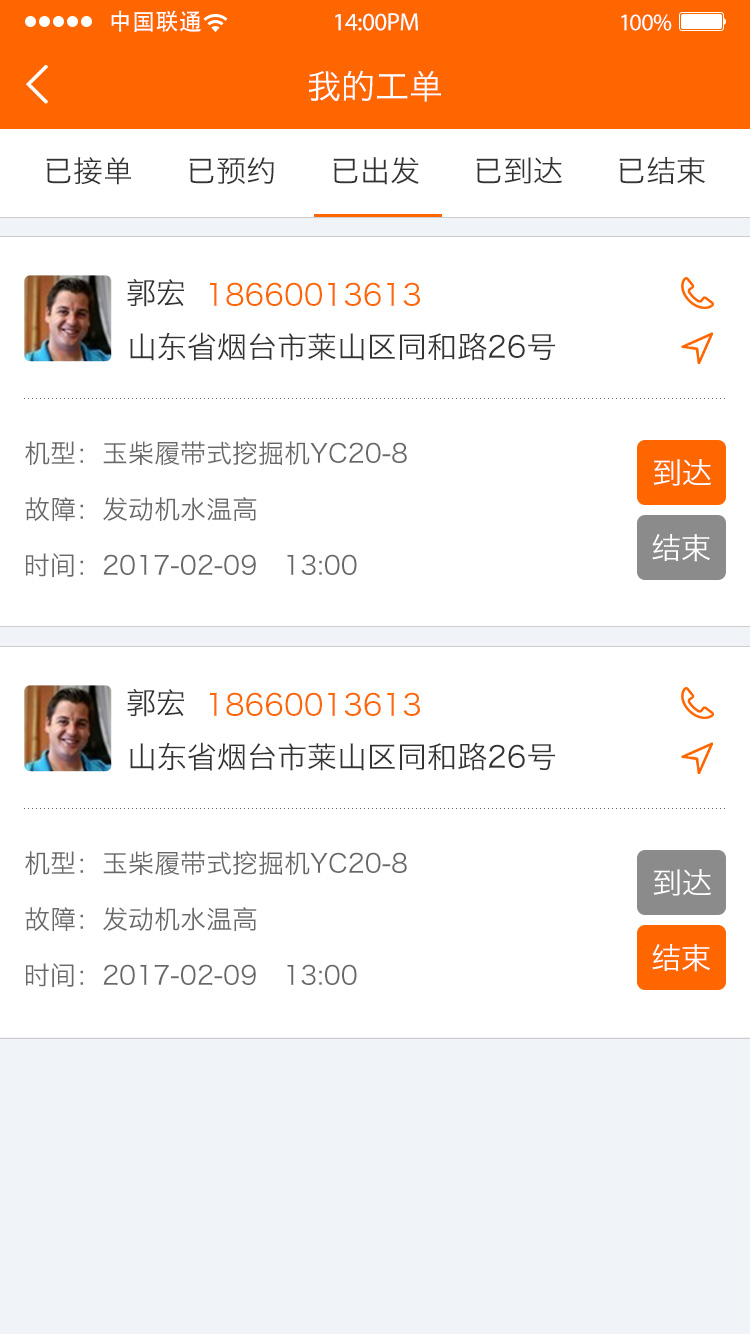 中国联通 14:00PM 100%
我的工单
已接单 已预约 已出发 已到达 已结束
郭宏 18660013613
山东省烟台市莱山区同和路26号
机型：玉柴履带式挖掘机YC20-8
到达
故障：发动机水温高
结束
时间：2017-02-09 13:00
郭宏 18660013613
山东省烟台市莱山区同和路26号
机型：玉柴履带式挖掘机YC20-8
到达
故障：发动机水温高
结束
时间：2017-02-09 13:00